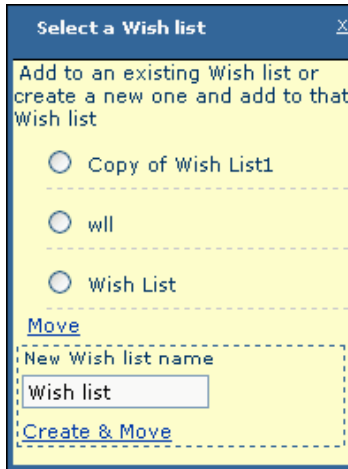 Select a Wish list X
Add to an existing Wish list or
create a new one and add to that
Wish list
Copy of Wish List1
wll
Wish List
Move
New Wish list name
Wish list
Create & Move